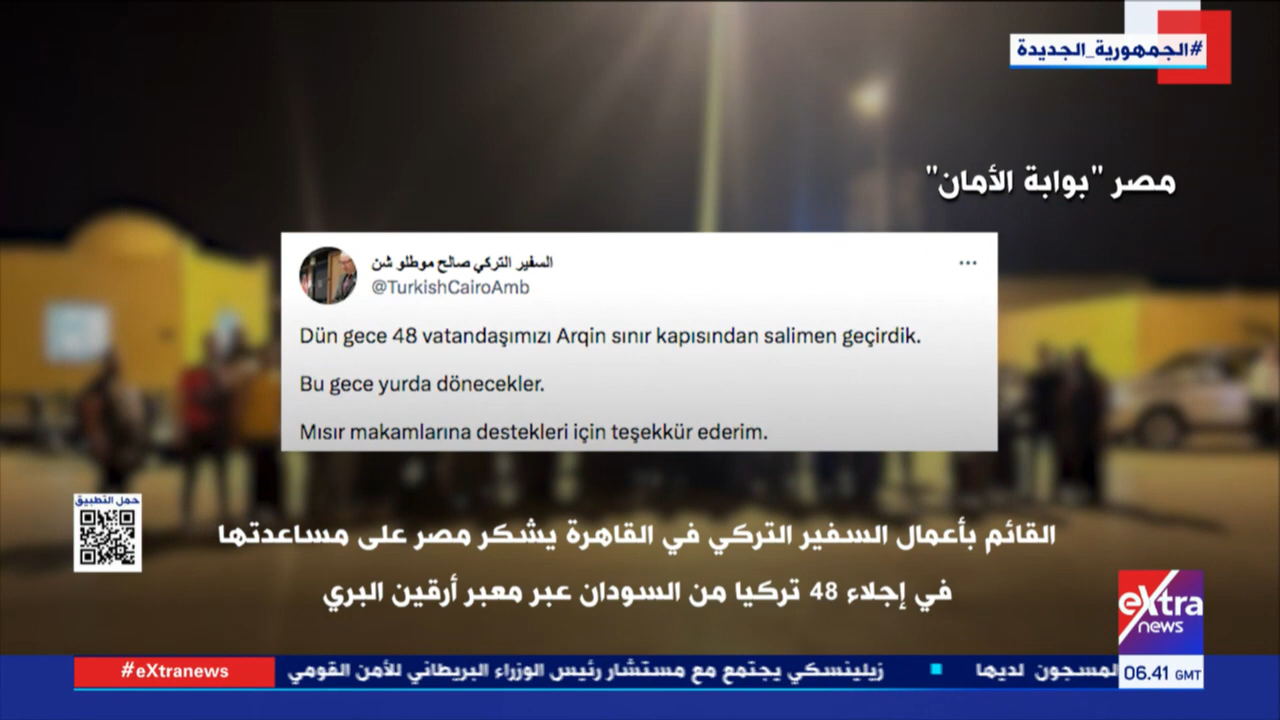 #الجمهورية_الجديدة
مصر "بوابة الأمان"
السفير التركي صالح موطلو شن
@TurkishCairoAmb
Dün gece 48 vatandaşımızı Arqin sınır kapısından salimen geçirdik.
Bu gece yurda dönecekler.
Mısır makamlarına destekleri için teşekkür ederim.
حمل التطبيق
القائم بأعمال السفير التركي في القاهرة يشكر مصر على مساعدتها
في إجلاء 48 تركيا من السودان عبر معبر أرقين البري
eXtra
news
#eXtranews
المسجون لديها ■ زيلينسكي يجتمع مع مستشار رئيس الوزراء البريطاني للأمن القومي
06.41 GMT